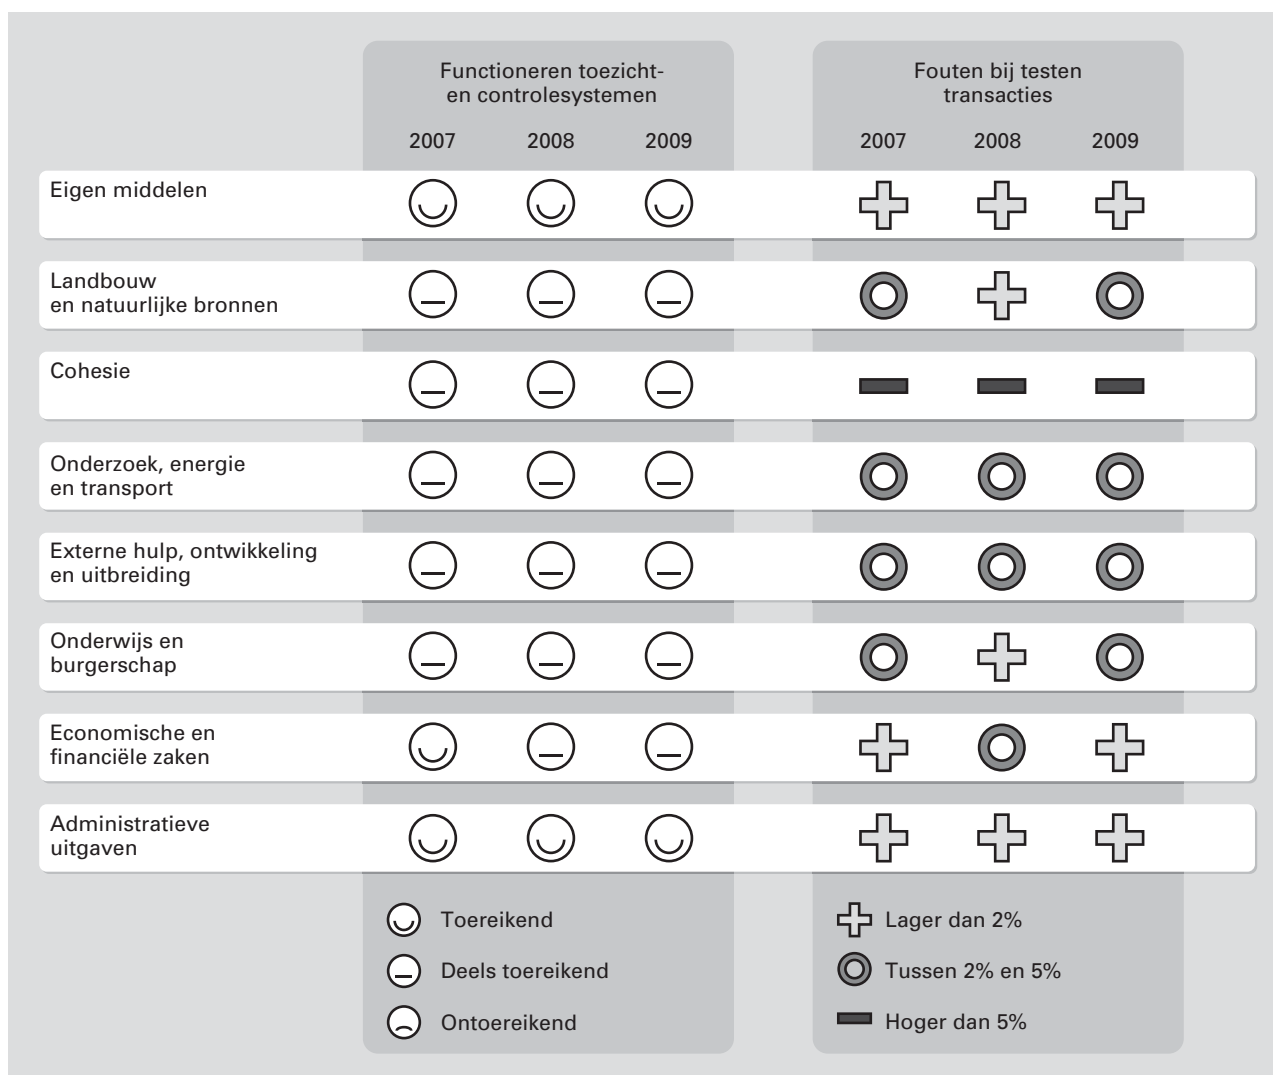 Functioneren toezicht-
en controlesystemen
2007 2008 2009
Fouten bij testen
transacties
2007 2008 2009
Eigen middelen
Landbouw
en natuurlijke bronnen
Cohesie
Onderzoek, energie
en transport
Externe hulp, ontwikkeling
en uitbreiding
Onderwijs en
burgerschap
Economische en
financiële zaken
Administratieve
uitgaven
Toereikend
Deels toereikend
Ontoereikend
Lager dan 2%
Tussen 2% en 5%
Hoger dan 5%